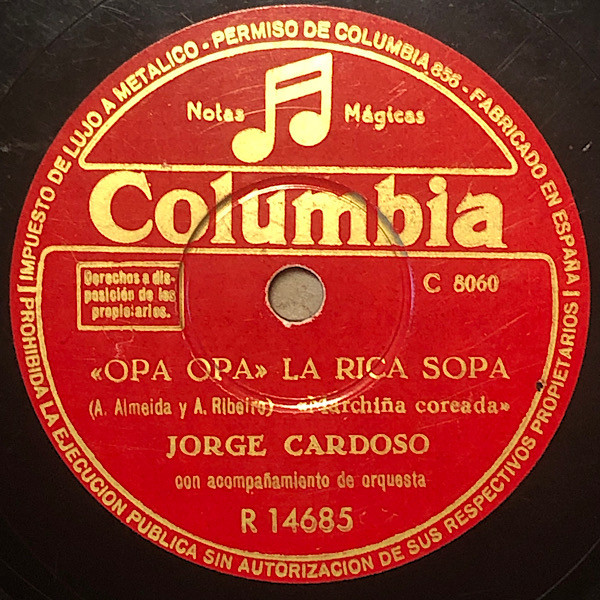 IMPUESTO DE LUJO A METALICO - PERMISO DE COLUMBIA 856 - FABRICADO EN ESPAÑA
Notas Mágicas
Columbia
Derechos a dis-
posición de los
propietarios.
C 8060
«OPA OPA» LA RICA SOPA
(A. Almeida y A. Ribeiro) «Marchiña coreada»
JORGE CARDOSO
con acompañamiento de orquesta
R 14685
PROHIBIDA LA EJECUCION PUBLICA SIN AUTORIZACION DE SUS RESPECTIVOS PROPIETARIOS